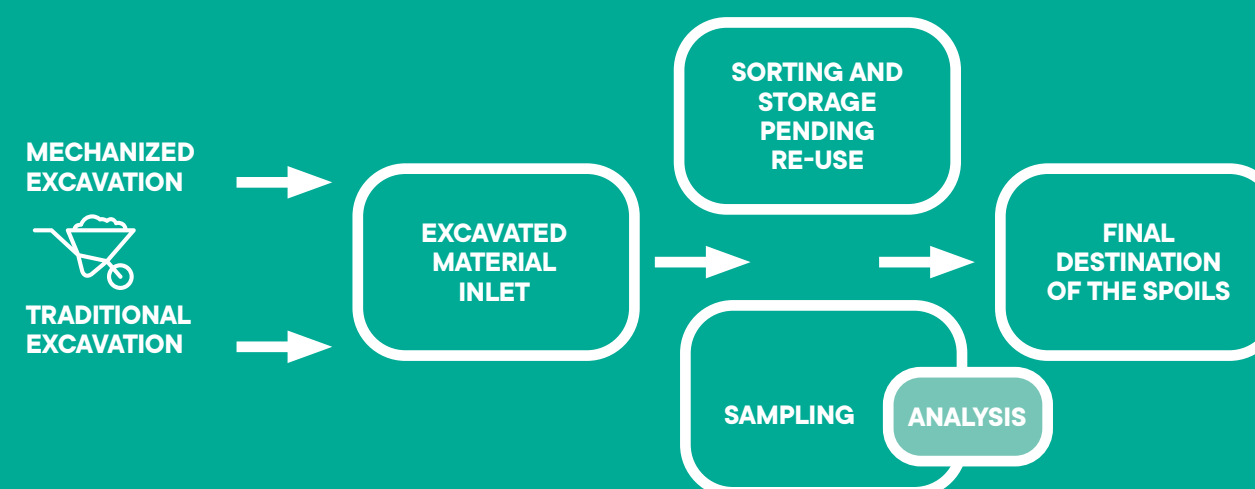 MECHANIZED
EXCAVATION
TRADITIONAL
EXCAVATION
EXCAVATED
MATERIAL
INLET
SORTING AND
STORAGE
PENDING
RE-USE
SAMPLING
ANALYSIS
FINAL
DESTINATION
OF THE SPOILS